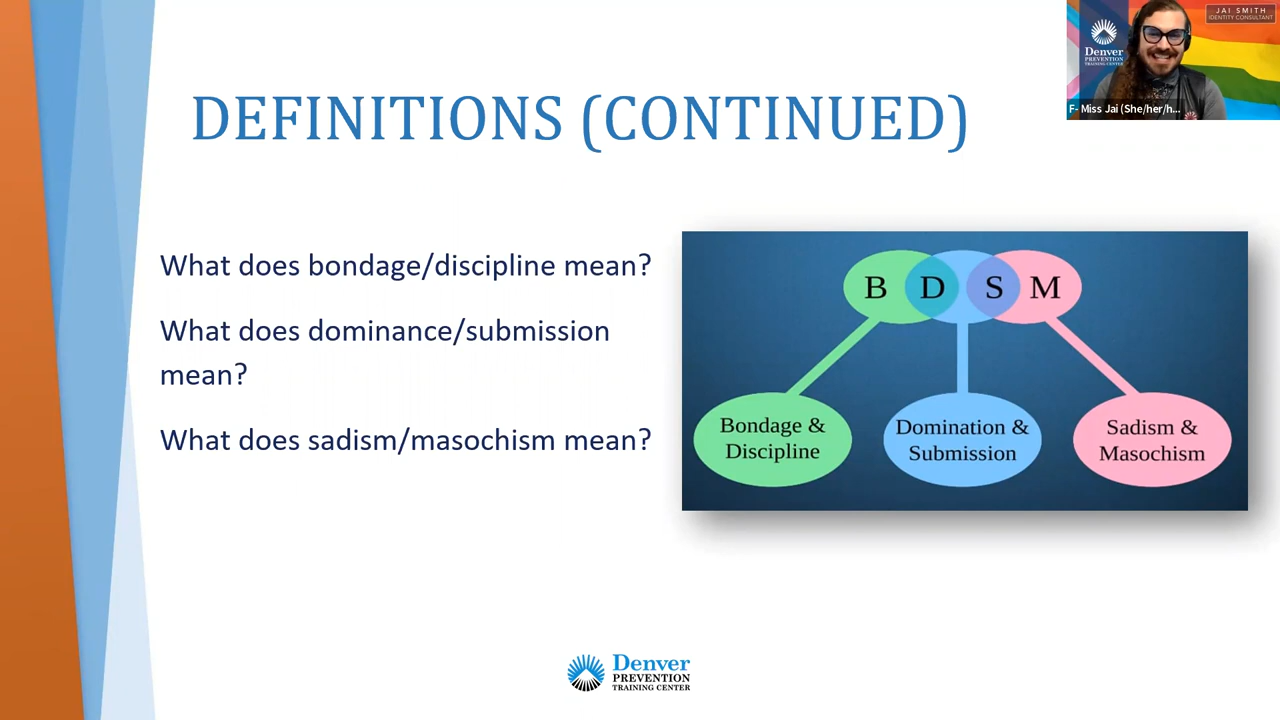 DEFINITIONS (CONTINUED)
What does bondage/discipline mean?
What does dominance/submission
mean?
What does sadism/masochism mean?
B D S M
Bondage &
Discipline
Domination &
Submission
Sadism &
Masochism
Denver
PREVENTION
TRAINING CENTER
JAI SMITH
IDENTITY CONSULTANT
Denver
PREVENTION
TRAINING CENTER
F- Miss Jai (She/her/h...